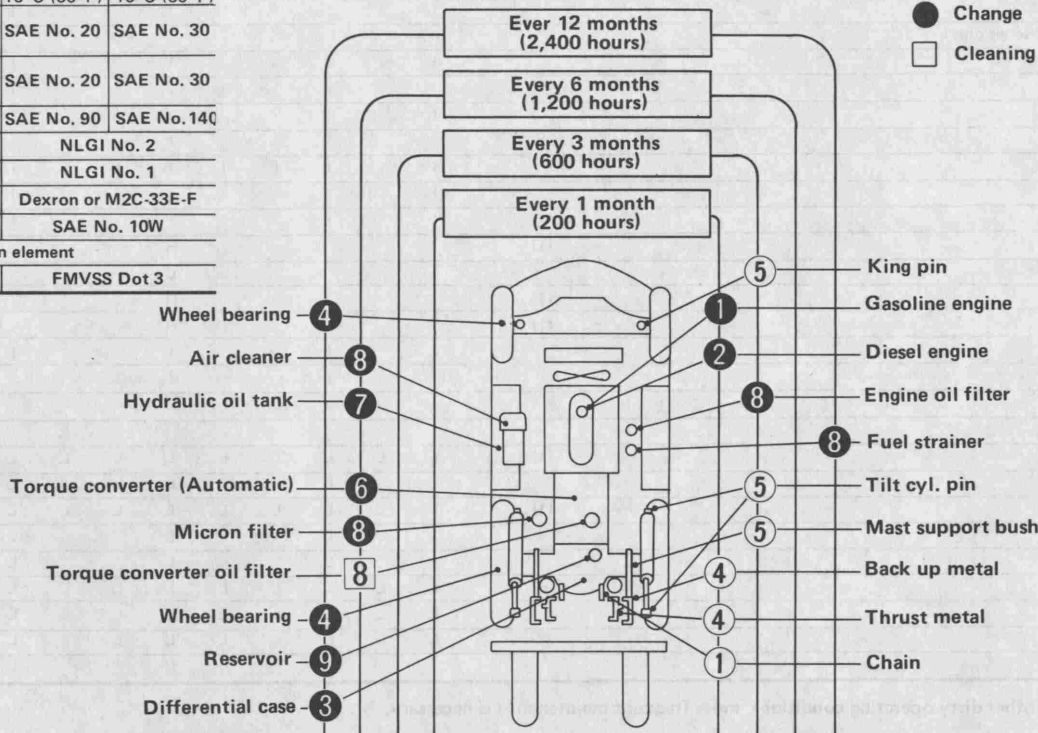 SAE No. 20 SAE No. 30
SAE No. 20 SAE No. 30
SAE No. 90 SAE No. 140
NLGI No. 2
NLGI No. 1
Dexron or M2C-33E-F
SAE No. 10W
element
FMVSS Dot 3
Ever 12 months
(2,400 hours)
Every 6 months
(1,200 hours)
Every 3 months
(600 hours)
Every 1 month
(200 hours)
Change
Cleaning
Wheel bearing 4
Air cleaner 8
Hydraulic oil tank 7
Torque converter (Automatic) 6
Micron filter 8
Torque converter oil filter 8
Wheel bearing 4
Reservoir 9
Differential case 3
5 King pin
1 Gasoline engine
2 Diesel engine
8 Engine oil filter
8 Fuel strainer
5 Tilt cyl. pin
5 Mast support bush
4 Back up metal
4 Thrust metal
1 Chain